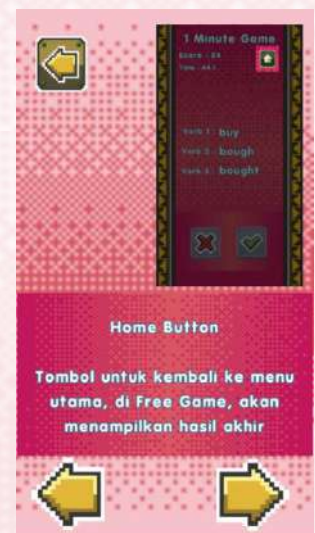 1 Minute Game
Verb 1 : buy
Verb 2 : bough
Verb 3 : bought
Home Button
Tombol untuk kembali ke menu
utama, di Free Game, akan
menampilkan hasil akhir